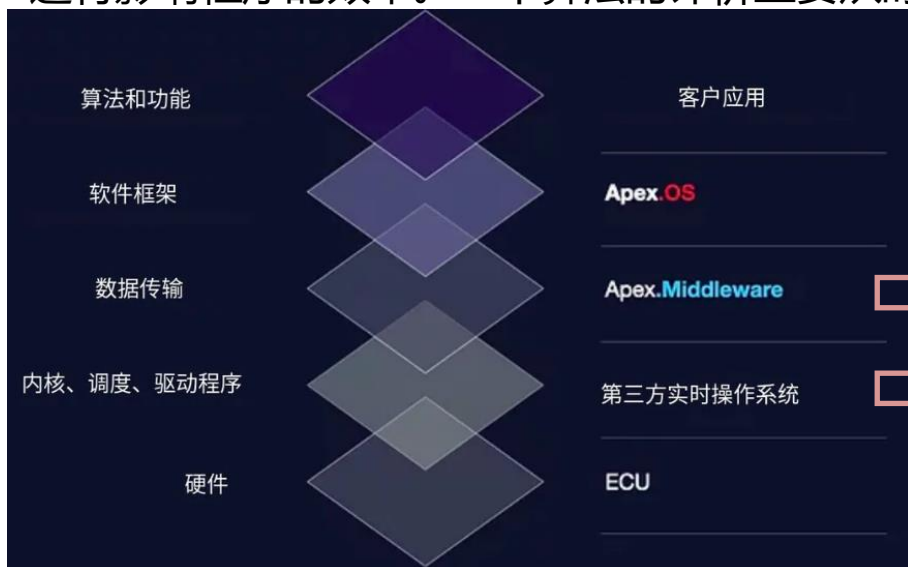 算法和功能
客户应用
软件框架
Apex.OS
数据传输
Apex.Middleware
内核、调度、驱动程序
第三方实时操作系统
硬件
ECU